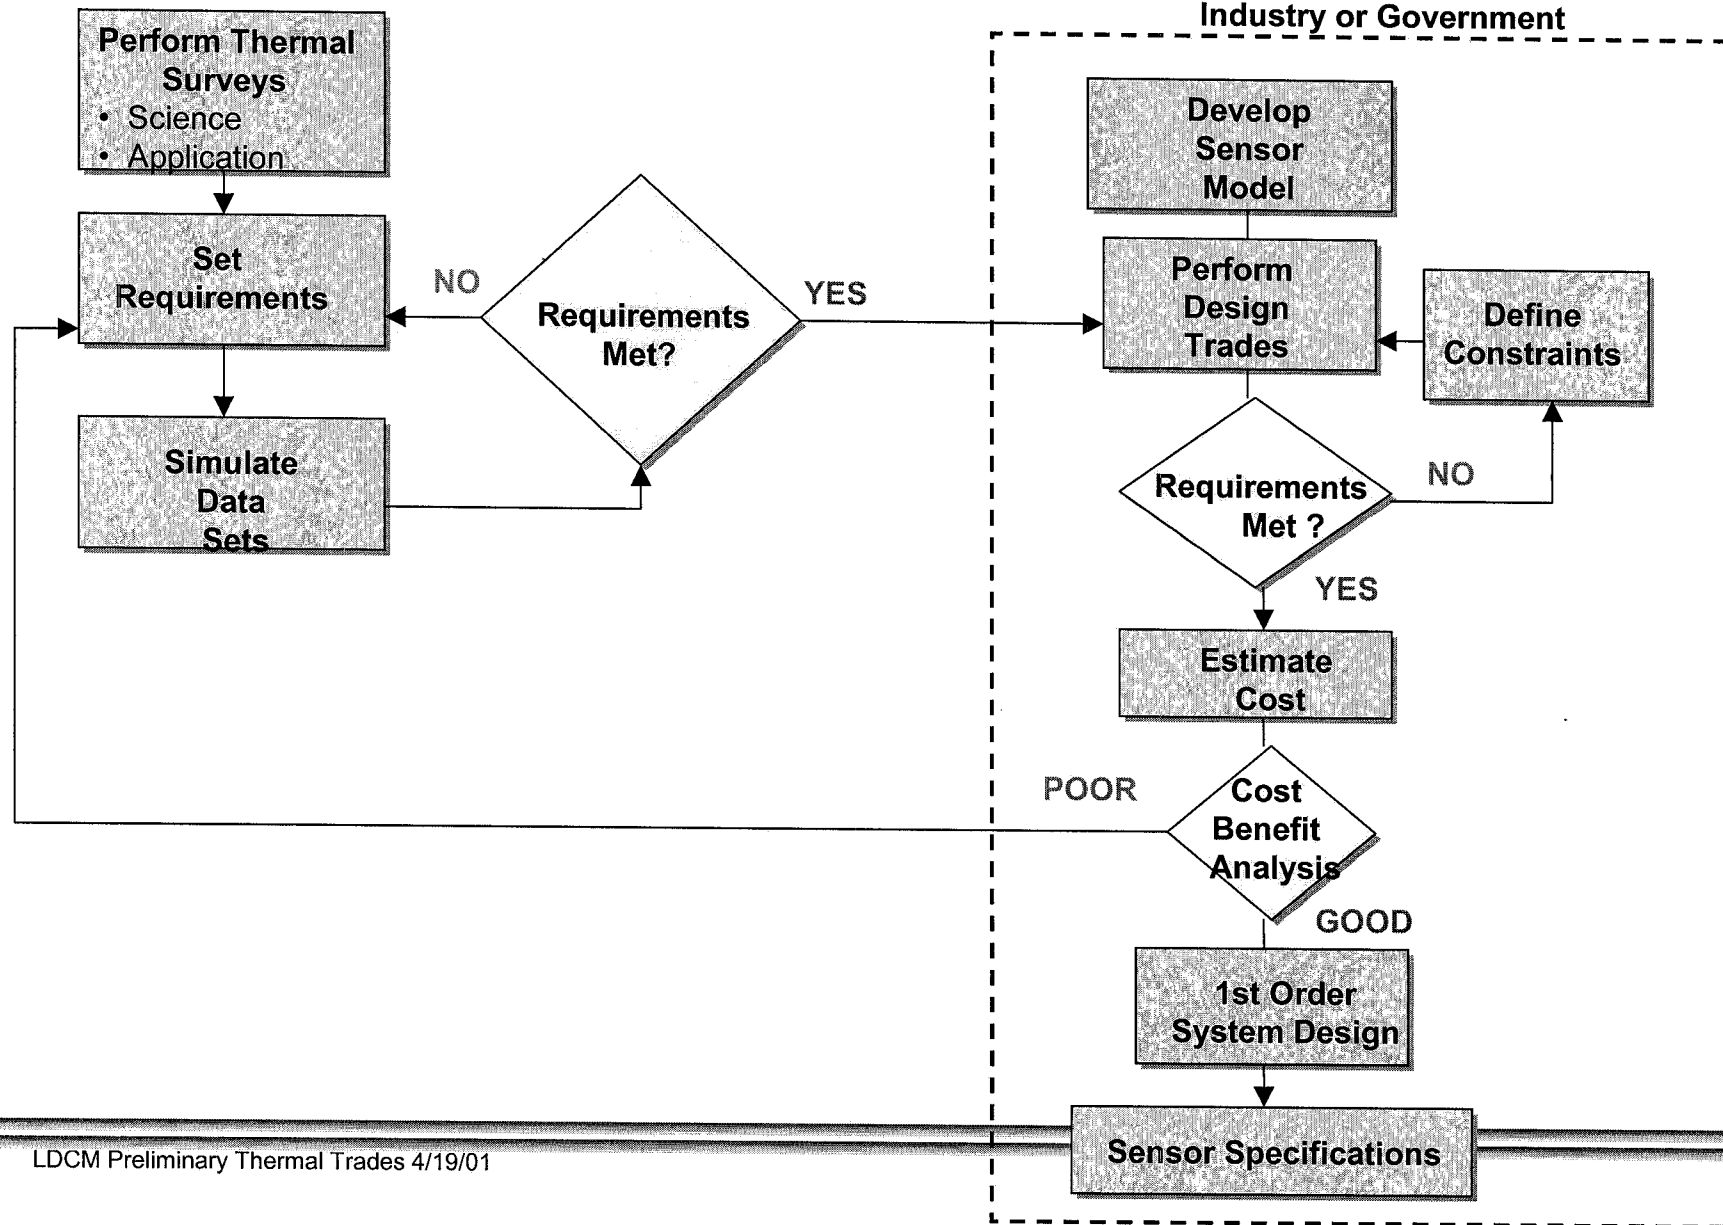 Industry or Government
Perform Thermal
Surveys
• Science
• Application
Set
Requirements
Simulate
Data
Sets
NO
Requirements
Met?
YES
Develop
Sensor
Model
Perform
Design
Trades
Define
Constraints
Requirements
Met ?
NO
YES
Estimate
Cost
POOR
Cost
Benefit
Analysis
GOOD
1st Order
System Design
Sensor Specifications
LDCM Preliminary Thermal Trades 4/19/01